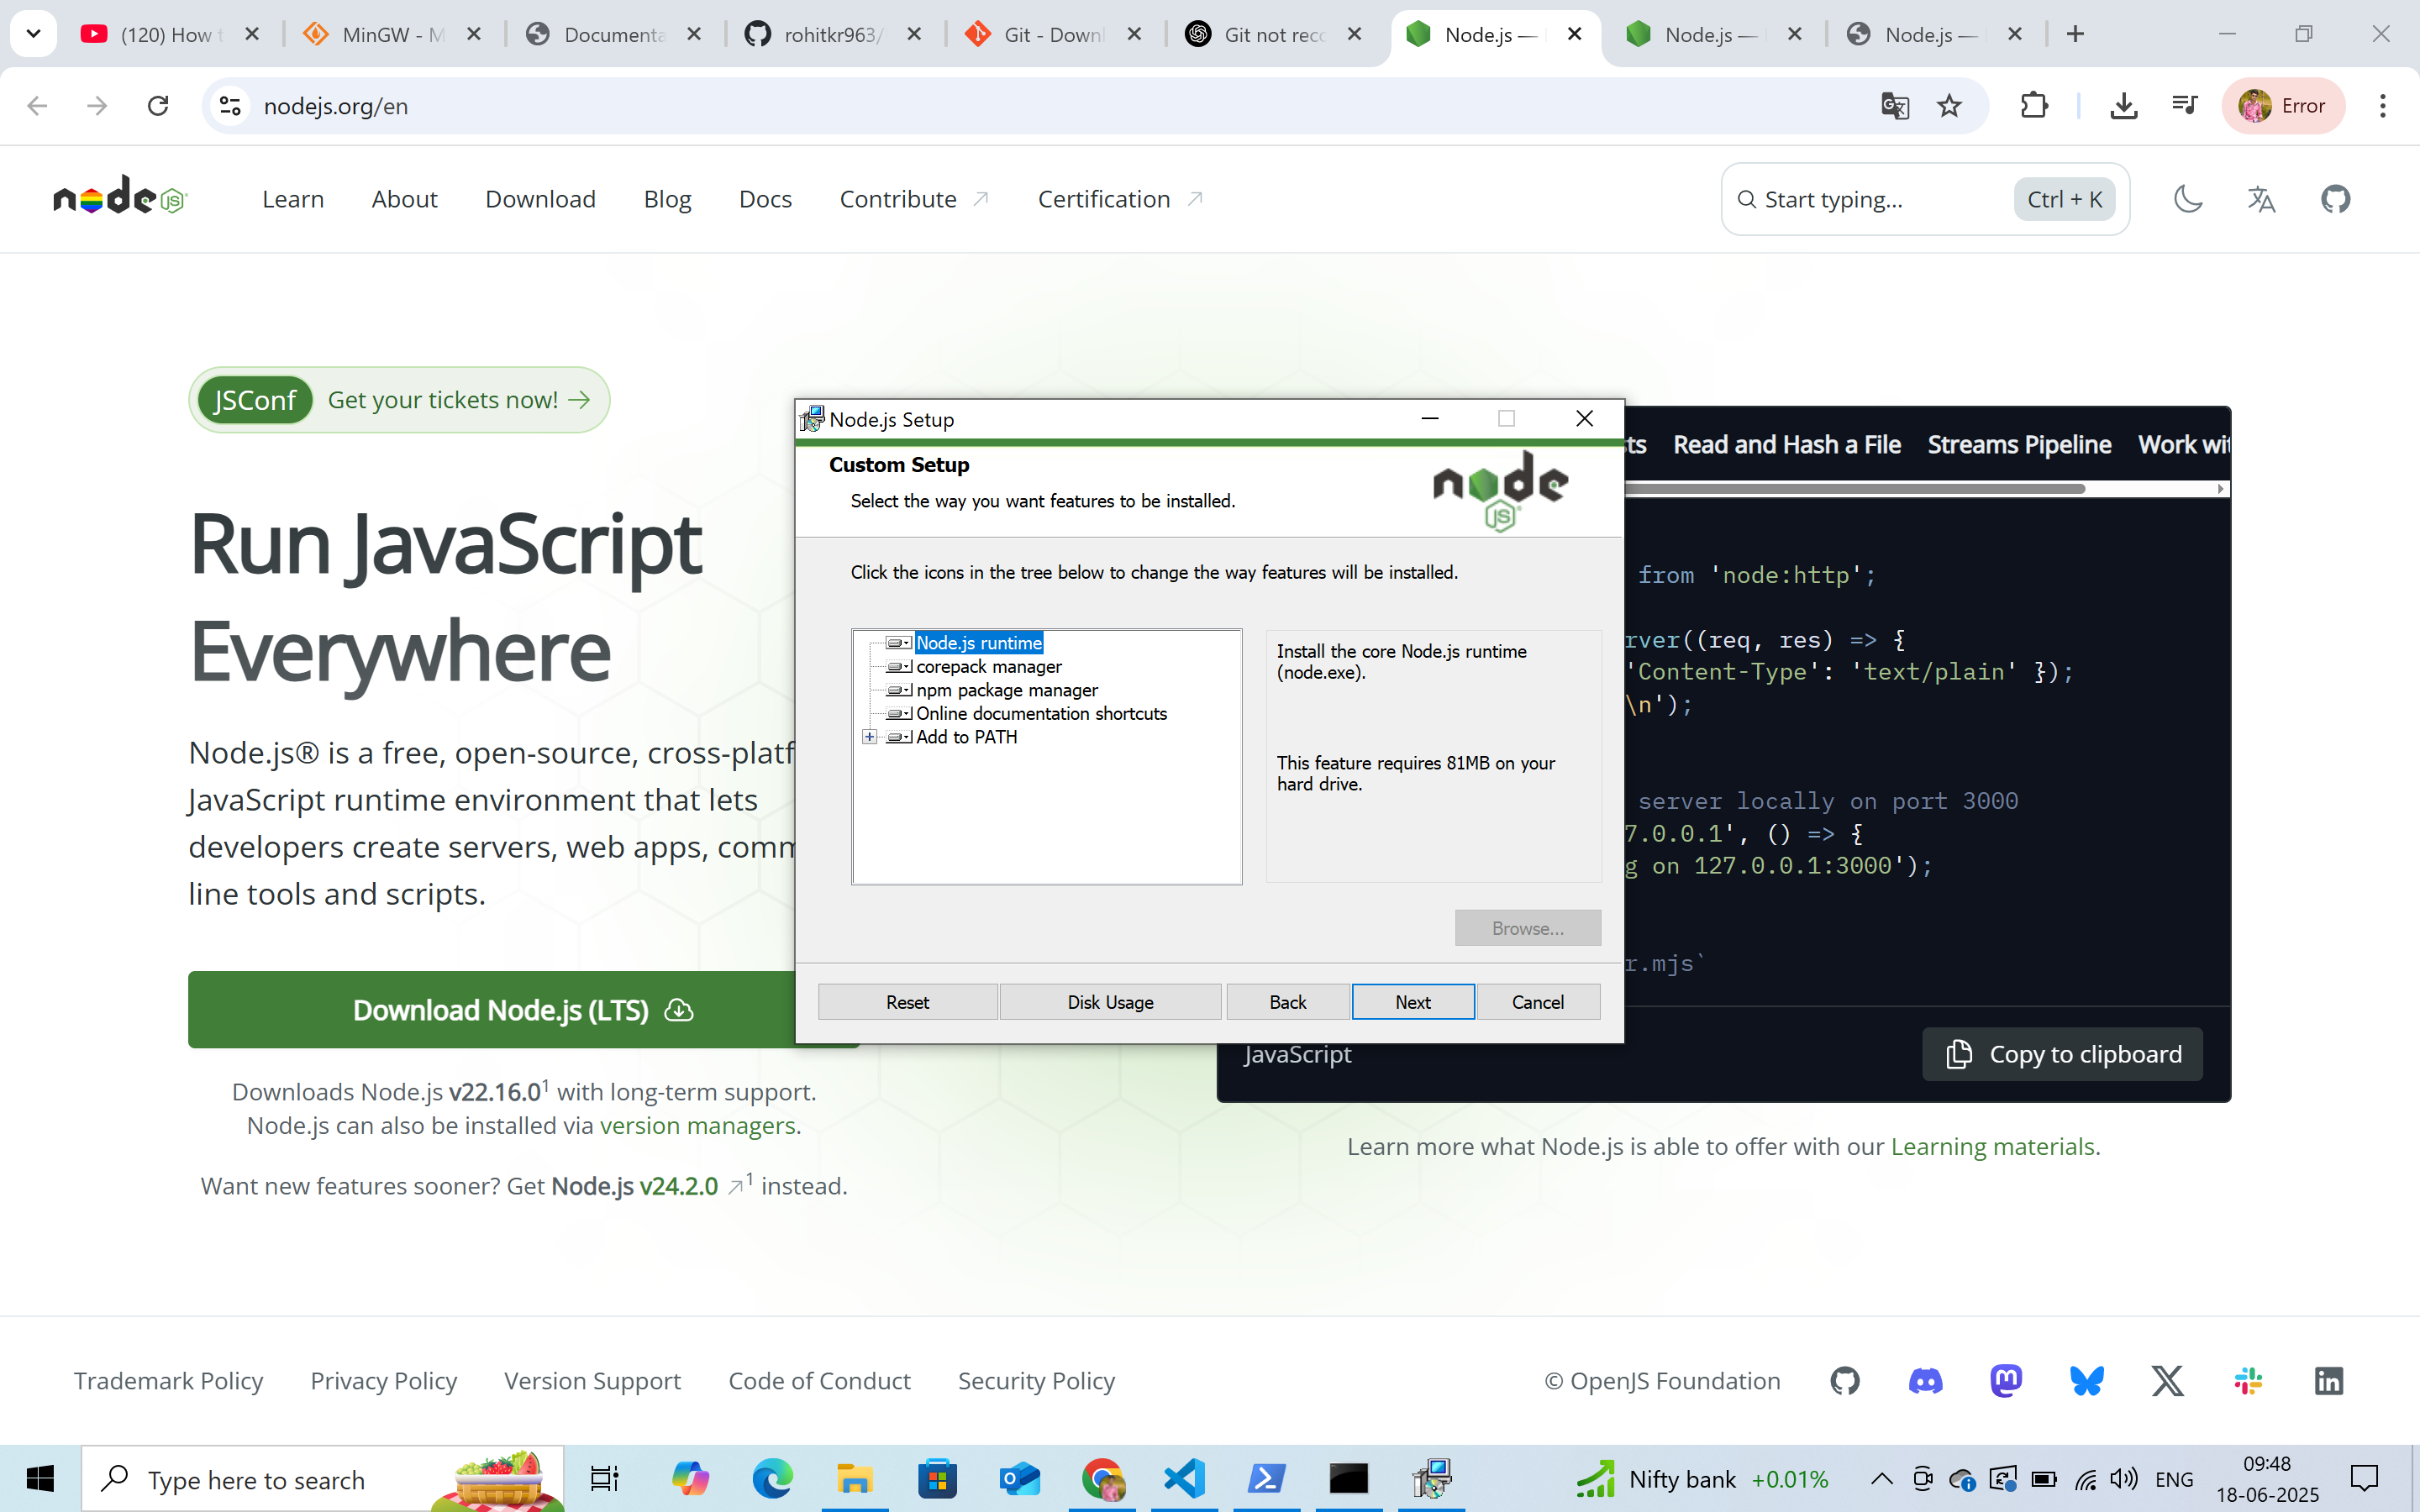 (120) How t
MinGW - M
Documenta
rohitkr963/
Git - Downl
Git not reco
Node.js —
Node.js —
Node.js —
nodejs.org/en
Error
node JS
Learn
About
Download
Blog
Docs
Contribute
Certification
Start typing...
Ctrl + K
JSConf
Get your tickets now!
Run JavaScript
Everywhere
Node.js® is a free, open-source, cross-platf
JavaScript runtime environment that lets
developers create servers, web apps, comm
line tools and scripts.
Download Node.js (LTS)
Downloads Node.js v22.16.0¹ with long-term support.
Node.js can also be installed via version managers.
Want new features sooner? Get Node.js v24.2.0 ↗¹ instead.
Node.js Setup
Custom Setup
Select the way you want features to be installed.
node JS
Click the icons in the tree below to change the way features will be installed.
Node.js runtime
corepack manager
npm package manager
Online documentation shortcuts
Add to PATH
Install the core Node.js runtime
(node.exe).
This feature requires 81MB on your
hard drive.
Browse...
Reset
Disk Usage
Back
Next
Cancel
ts
Read and Hash a File
Streams Pipeline
Work wit
from 'node:http';
rver((req, res) => {
'Content-Type': 'text/plain' });
\n');
server locally on port 3000
7.0.0.1', () => {
g on 127.0.0.1:3000');
r.mjs`
JavaScript
Copy to clipboard
Learn more what Node.js is able to offer with our Learning materials.
Trademark Policy
Privacy Policy
Version Support
Code of Conduct
Security Policy
© OpenJS Foundation
Type here to search
Nifty bank +0.01%
ENG
09:48
18-06-2025